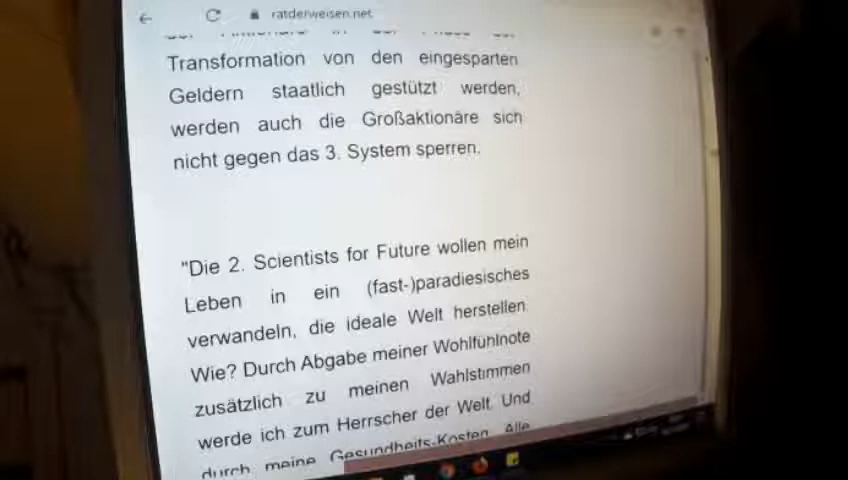 ratderweisen.net
Transformation von den eingesparten
Geldern staatlich gestützt werden,
werden auch die Großaktionäre sich
nicht gegen das 3. System sperren.
"Die 2. Scientists for Future wollen mein
Leben in ein (fast-)paradiesisches
verwandeln, die ideale Welt herstellen.
Wie? Durch Abgabe meiner Wohlfühlnote
zusätzlich zu meinen Wahlstimmen
werde ich zum Herrscher der Welt. Und
durch meine Gesundheits-Kosten. Alle